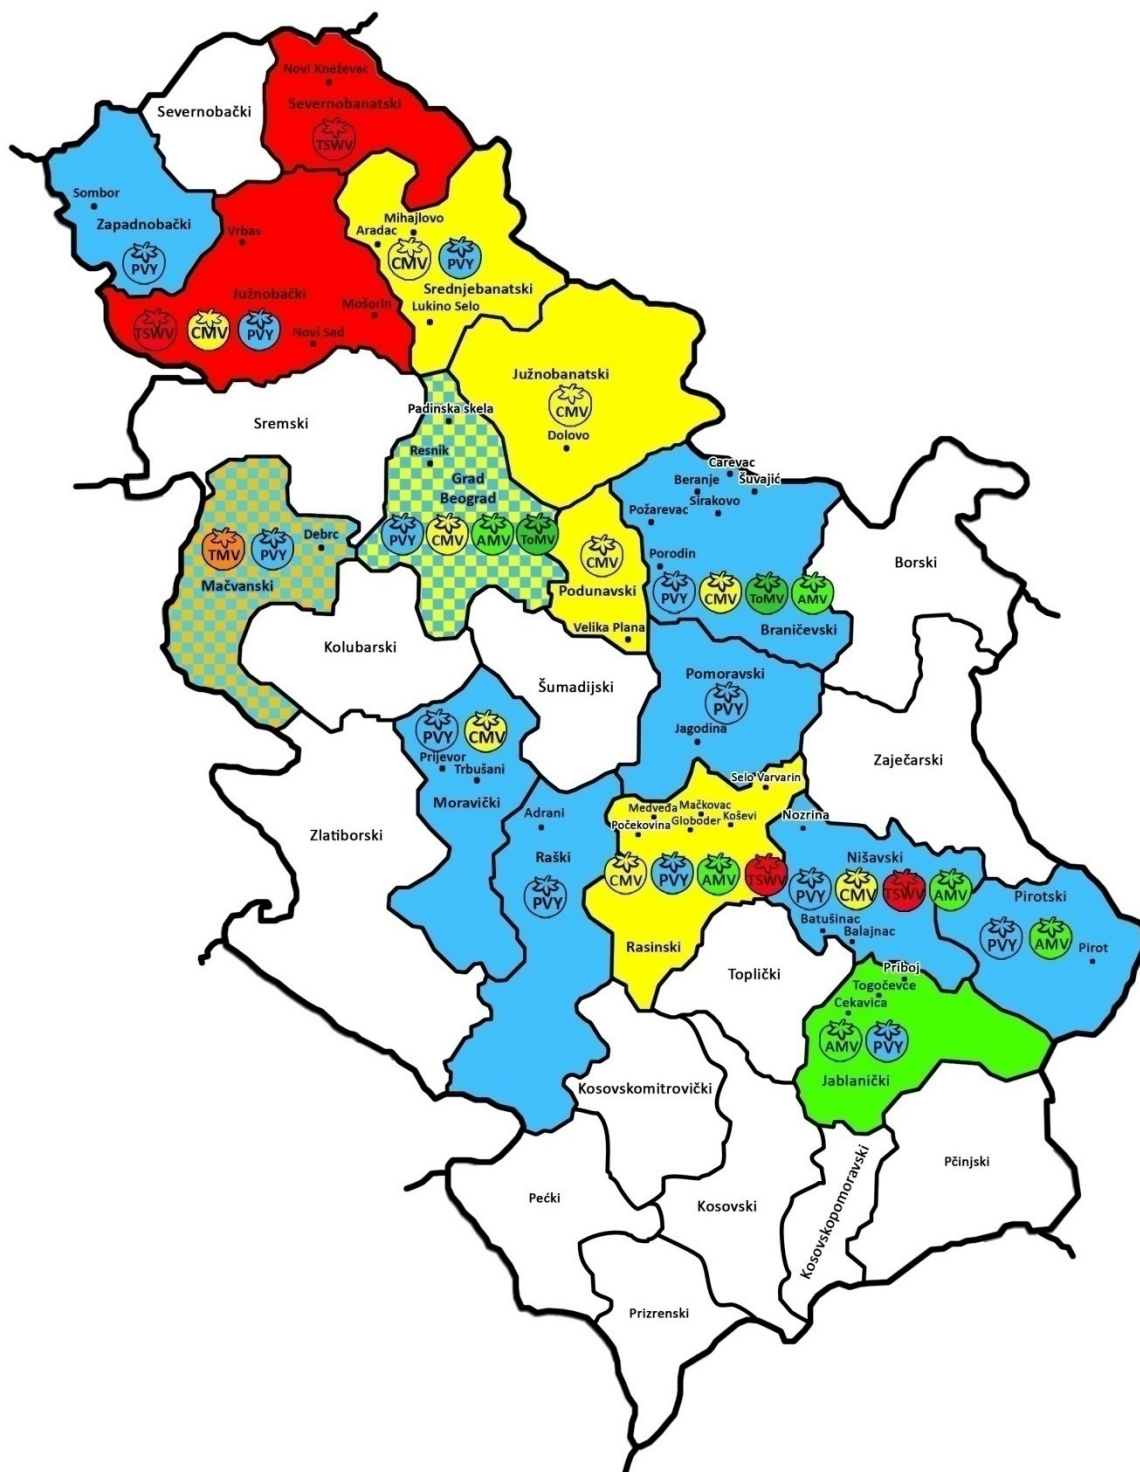 Novi Kneževac
Severnobački
Severnobanatski
TSWV
Sombor
Zapadnobački
PVY
Vrbas
Mihajlovo
Aradac
CMV PVY
Srednjebanatski
Južnobački
Mošorin
Lukino Selo
TSWV CMV PVY
Novi Sad
Južnobanatski
CMV
Dolovo
Sremski
Padinska skela
Resnik
Grad
Beograd
PVY CMV AMV ToMV
Carevac
Beranje
Šuvajić
Sirakovo
Požarevac
Porodin
PVY CMV ToMV AMV
Braničevski
Borski
Debrc
TMV PVY
Mačvanski
CMV
Podunavski
Velika Plana
Kolubarski
Šumadijski
Pomoravski
PVY
Jagodina
PVY CMV
Prijevor
Trbušani
Moravički
Zaječarski
Zlatiborski
Adrani
Raški
PVY
Selo Varvarin
Medveđa
Mačkovac
Počekovina
Globoder
Koševi
CMV PVY AMV TSWV
Rasinski
Nozrina
Nišavski
PVY CMV TSWV AMV
Batušinac
Balajnac
Pirotski
PVY AMV
Pirot
Toplički
Priboj
Togočevce
Cekavica
AMV PVY
Jablanički
Kosovskomitrovički
Pećki
Kosovski
Kosovskopomoravski
Pčinjski
Prizrenski